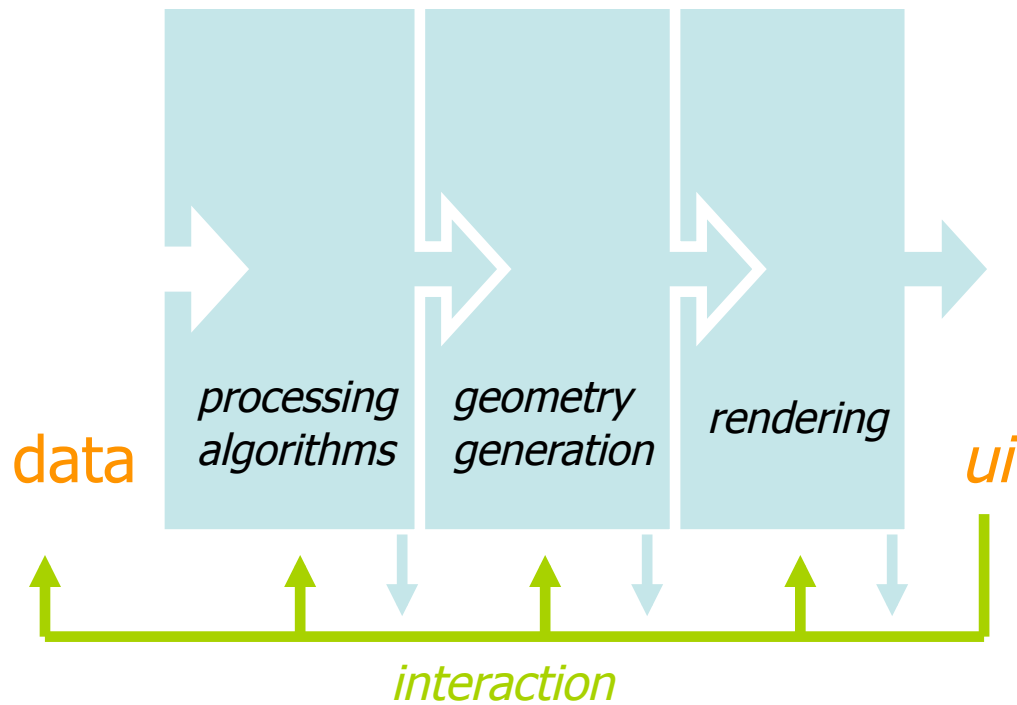 data
processing
algorithms
geometry
generation
rendering
ui
interaction